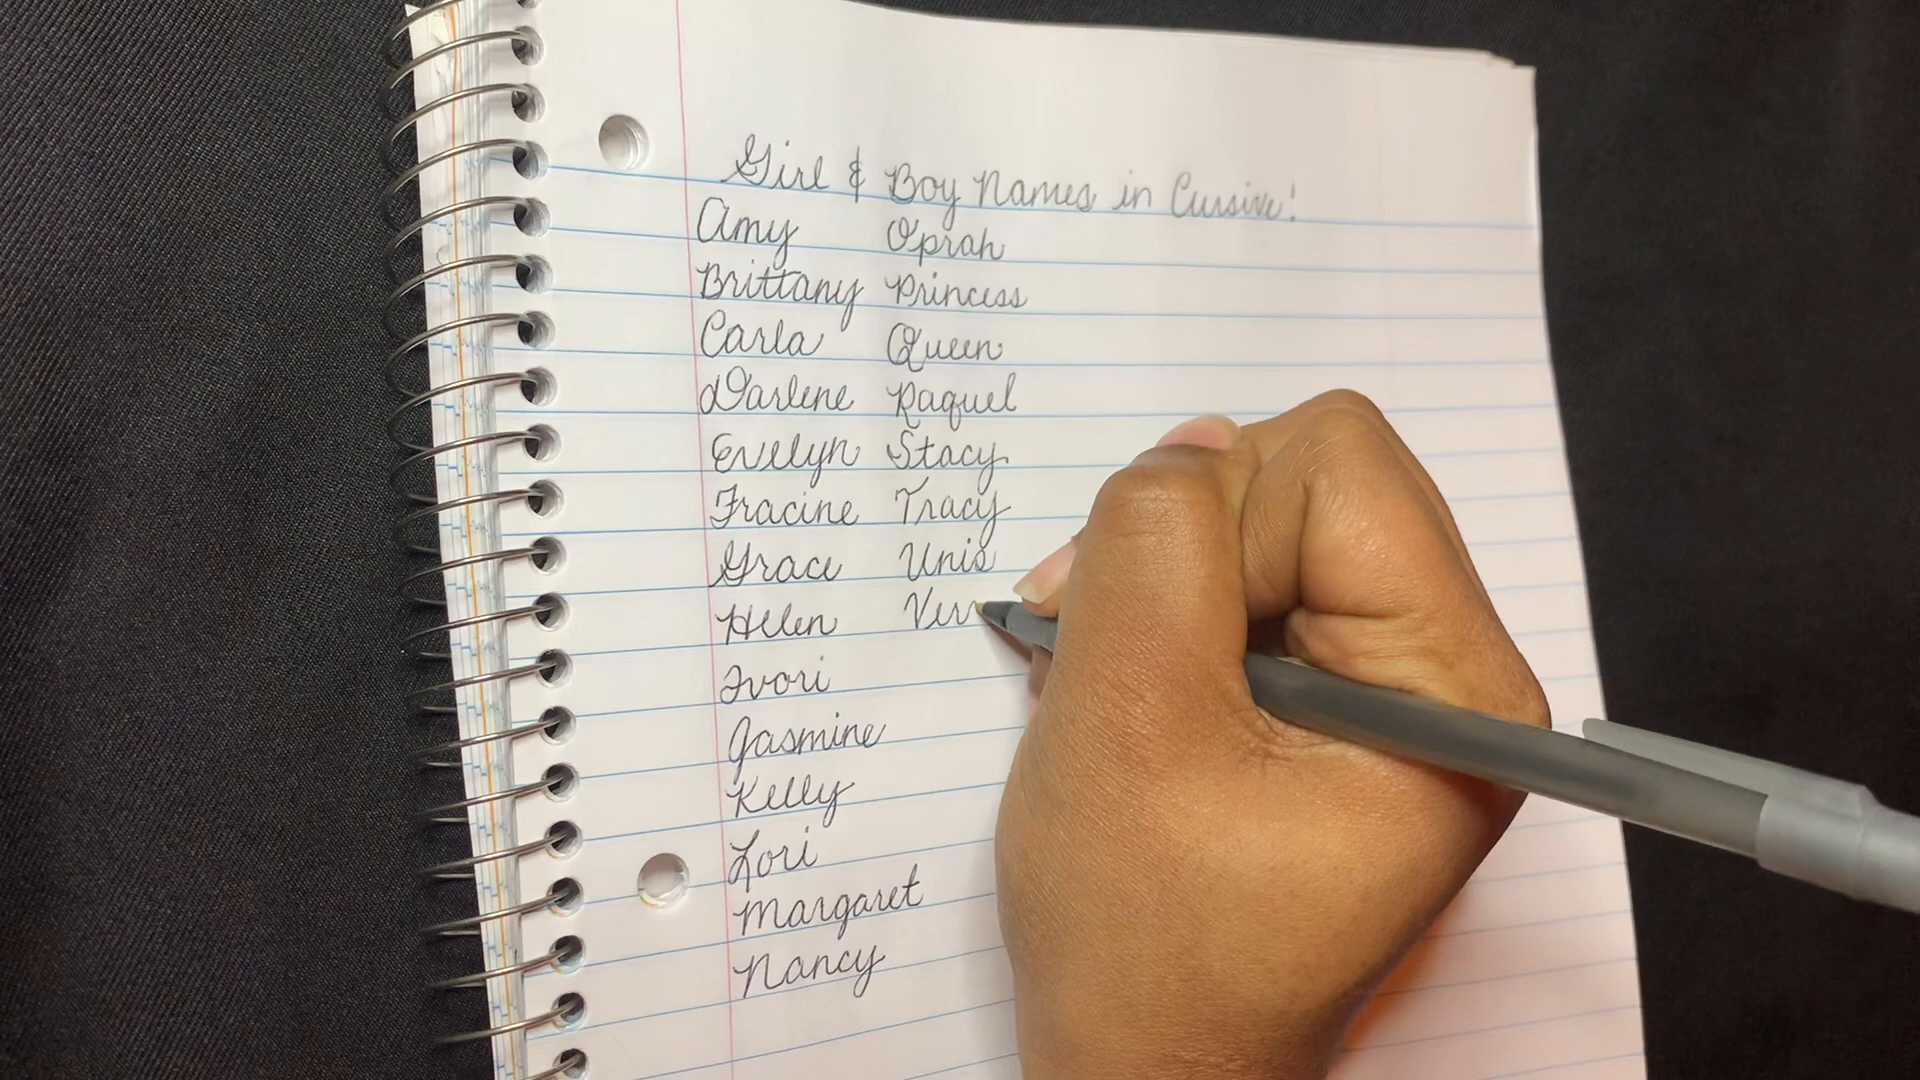 Girl & Boy Names in Cursive!
Amy Oprah
Brittany Princess
Carla Queen
Darlene Raquel
Evelyn Stacy
Fracine Tracy
Grace Unis
Helen Ver
Ivori
Jasmine
Kelly
Lori
Margaret
Nancy